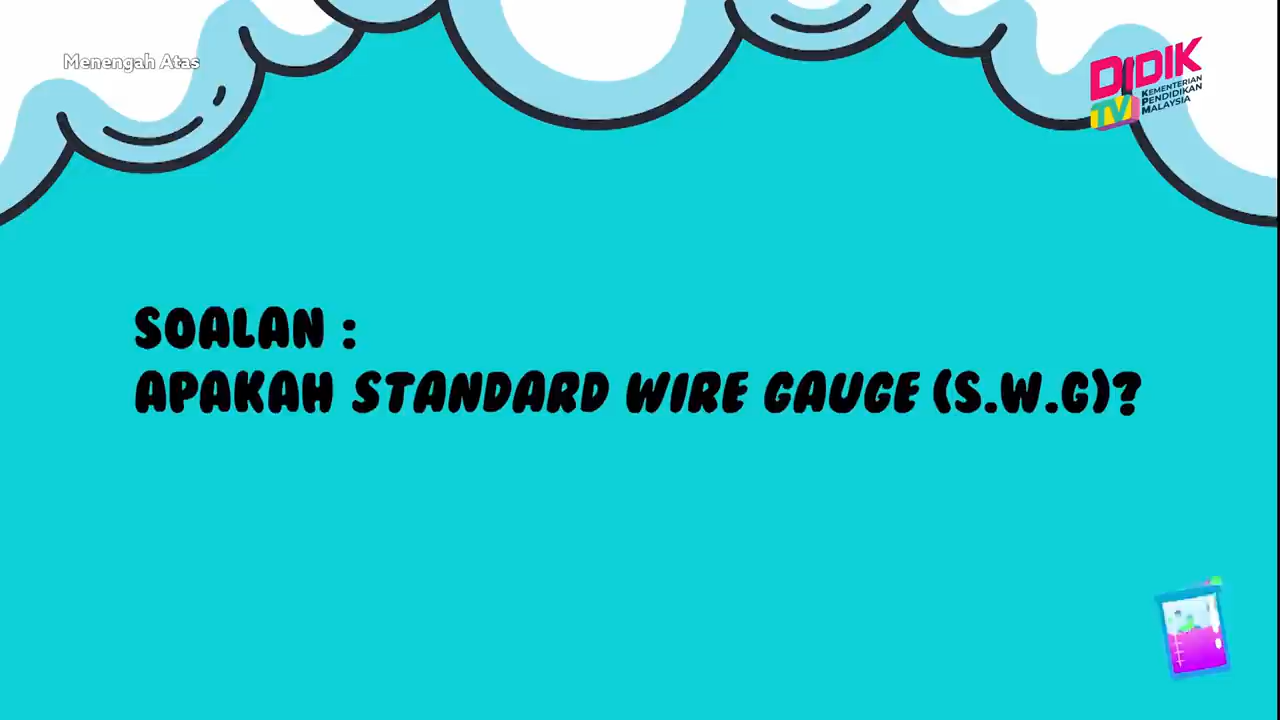 Menengah Atas
DIDIK
TV
KEMENTERIAN
PENDIDIKAN
MALAYSIA
SOALAN :
APAKAH STANDARD WIRE GAUGE (S.W.G)?